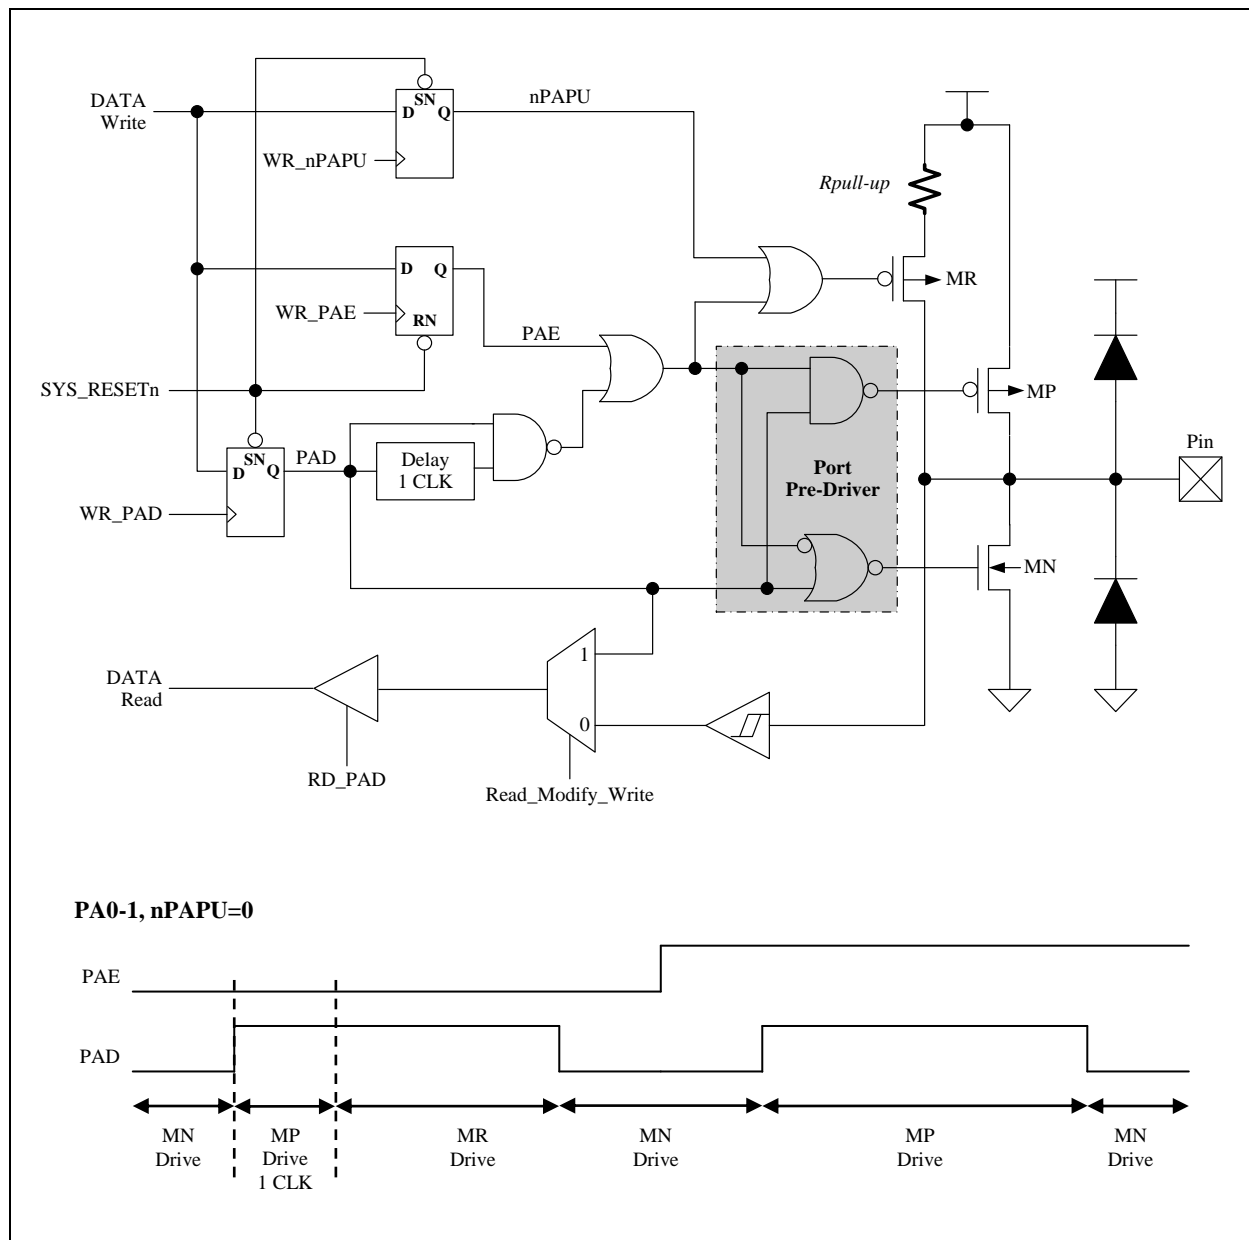 DATA
Write
SN
D
Q
nPAPU
WR_nPAPU
Rpull-up
D
Q
RN
WR_PAE
PAE
MR
SYS_RESETn
MP
SN
D
Q
PAD
Delay
1 CLK
Port
Pre-Driver
Pin
WR_PAD
MN
DATA
Read
1
0
RD_PAD
Read_Modify_Write
PA0-1, nPAPU=0
PAE
PAD
MN
Drive
MP
Drive
1 CLK
MR
Drive
MN
Drive
MP
Drive
MN
Drive